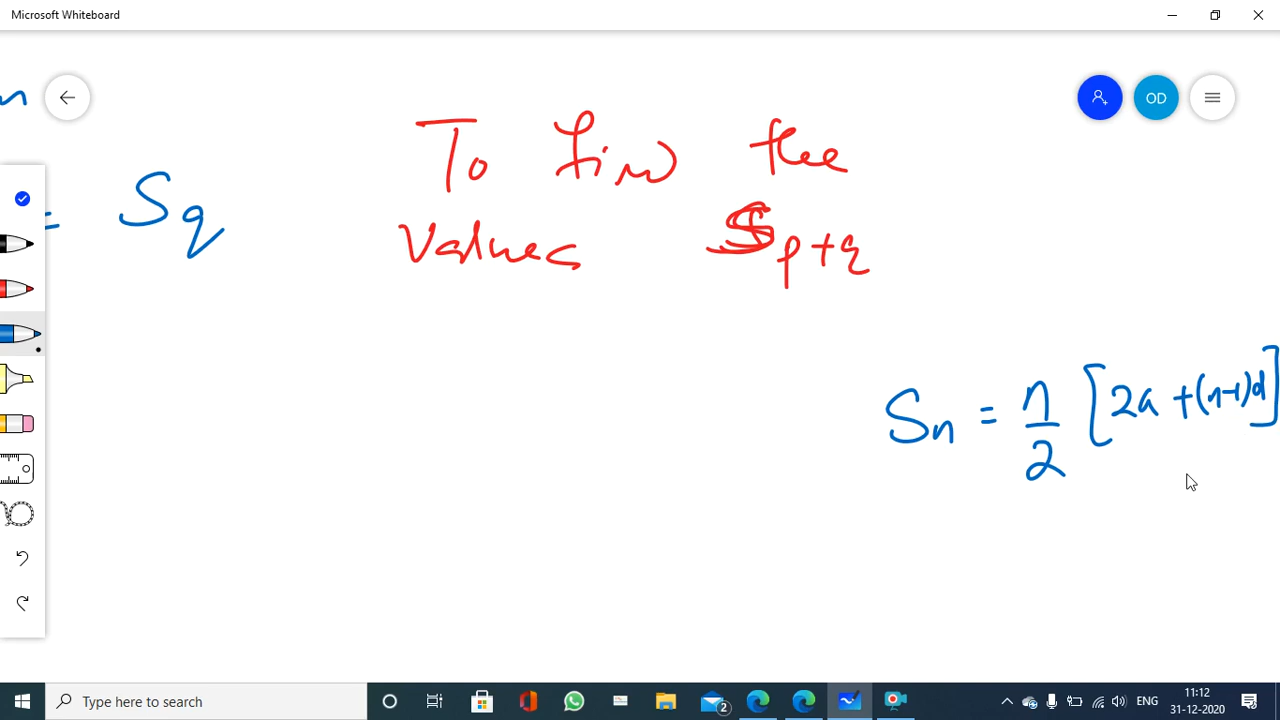 Microsoft Whiteboard
n
To find the
= Sq
values Sp+q
OD
Sn = n/2 [2a + (n-1)d]
Type here to search
2
ENG
11:12
31-12-2020